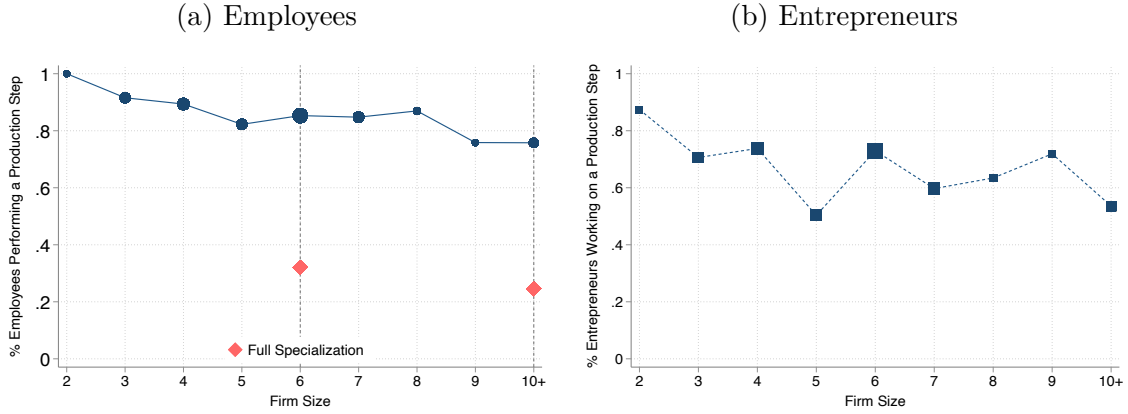 (a) Employees
% Employees Performing a Production Step
1
.8
.6
.4
.2
0
Full Specialization
2 3 4 5 6 7 8 9 10+
Firm Size
(b) Entrepreneurs
% Entrepreneurs Working on a Production Step
1
.8
.6
.4
.2
0
2 3 4 5 6 7 8 9 10+
Firm Size